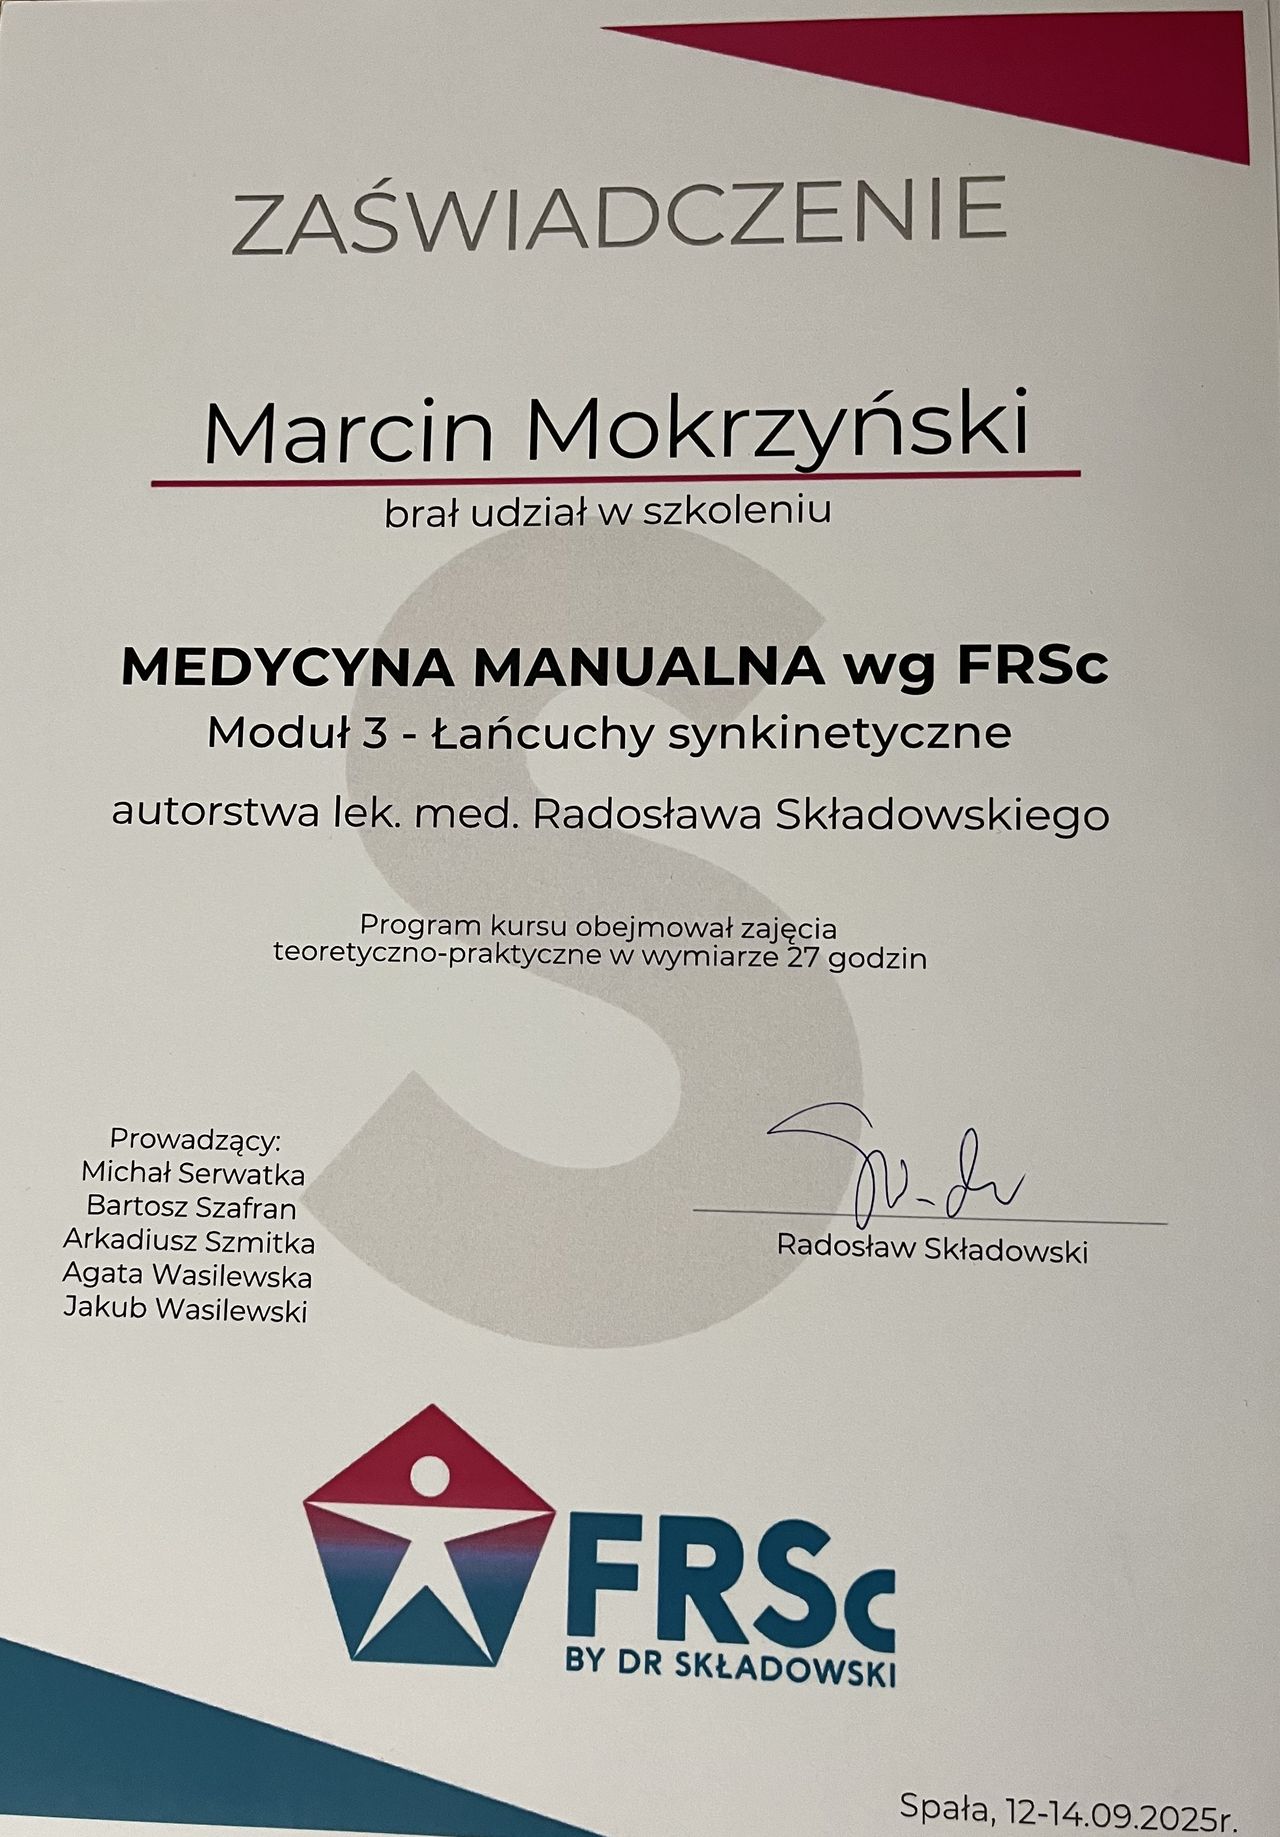 ZAŚWIADCZENIE
Marcin Mokrzyński
brał udział w szkoleniu
MEDYCYNA MANUALNA wg FRSc
Moduł 3 - Łańcuchy synkinetyczne
autorstwa lek. med. Radosława Składowskiego
Program kursu obejmował zajęcia
teoretyczno-praktyczne w wymiarze 27 godzin
Prowadzący:
Michał Serwatka
Bartosz Szafran
Arkadiusz Szmitka
Agata Wasilewska
Jakub Wasilewski
Radosław Składowski
FRSc
BY DR SKŁADOWSKI
Spała, 12-14.09.2025r.